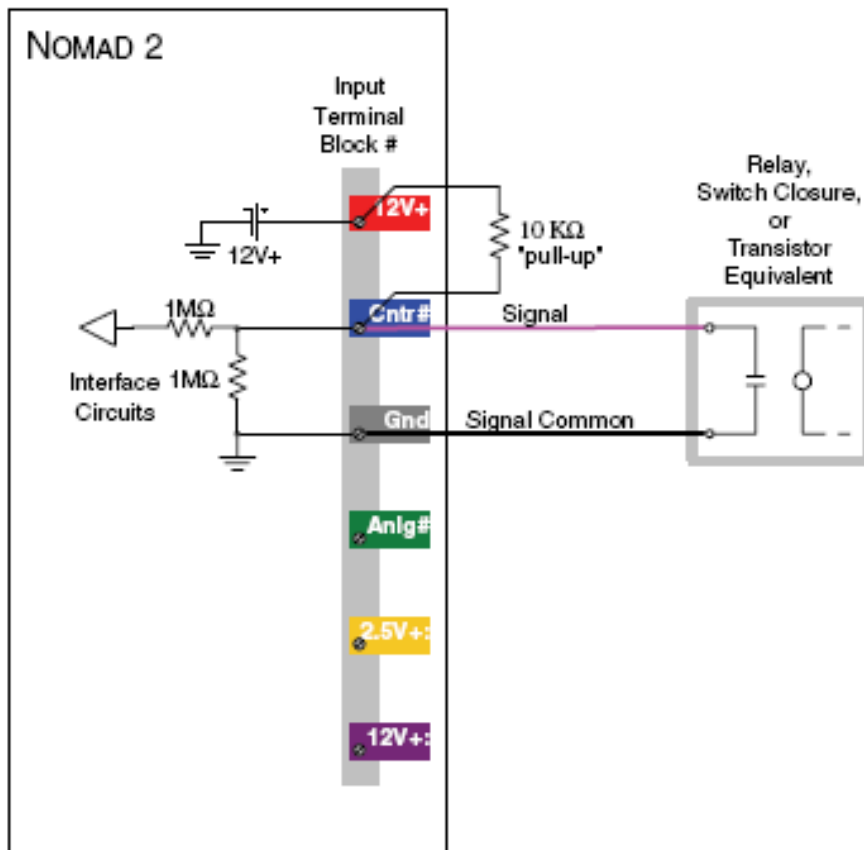 NOMAD 2
Input
Terminal
Block #
12V+
12V+
10 KΩ
"pull-up"
Relay,
Switch Closure,
or
Transistor
Equivalent
1MΩ
Cntr#
Signal
Interface
Circuits
1MΩ
Gnd
Signal Common
Anlg#
2.5V+:
12V+: